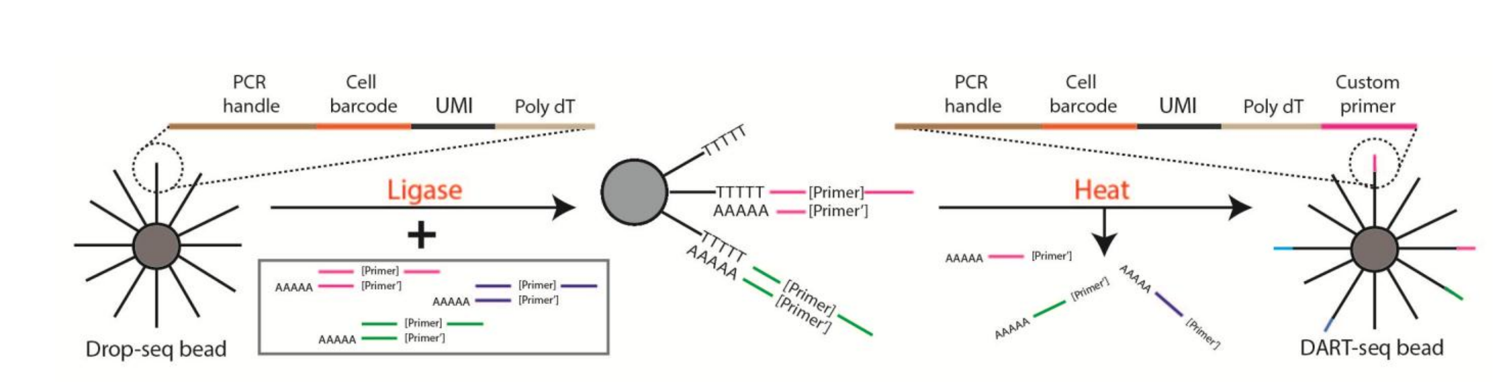 PCR handle
Cell barcode
UMI
Poly dT
Drop-seq bead
Ligase
+
[Primer]
AAAAA [Primer']
[Primer]
AAAAA [Primer']
[Primer]
AAAAA [Primer']
TTTTT
TTTTT [Primer]
AAAAA [Primer']
TTTTT [Primer]
AAAAA [Primer']
PCR handle
Cell barcode
UMI
Poly dT
Custom primer
Heat
AAAAA [Primer']
AAAAA [Primer']
AAAAA [Primer']
DART-seq bead